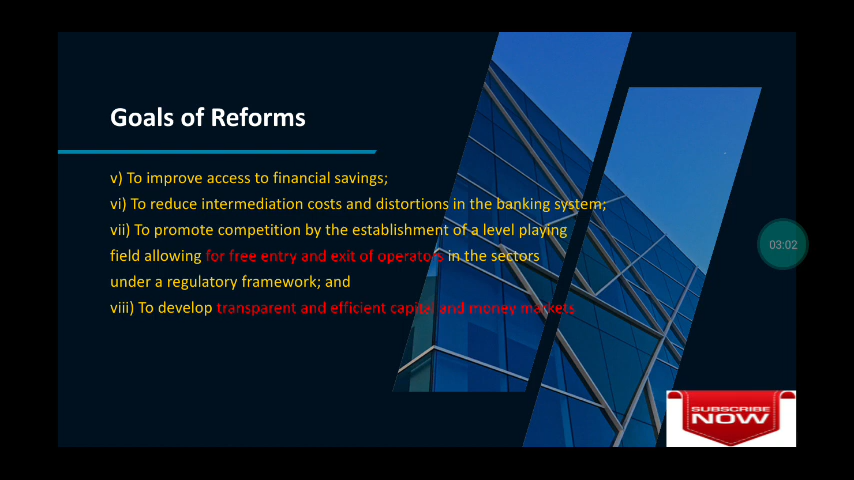 Goals of Reforms
v) To improve access to financial savings;
vi) To reduce intermediation costs and distortions in the banking system;
vii) To promote competition by the establishment of a level playing
field allowing for free entry and exit of operators in the sectors
under a regulatory framework; and
viii) To develop transparent and efficient capital and money markets
03:02
SUBSCRIBE
NOW